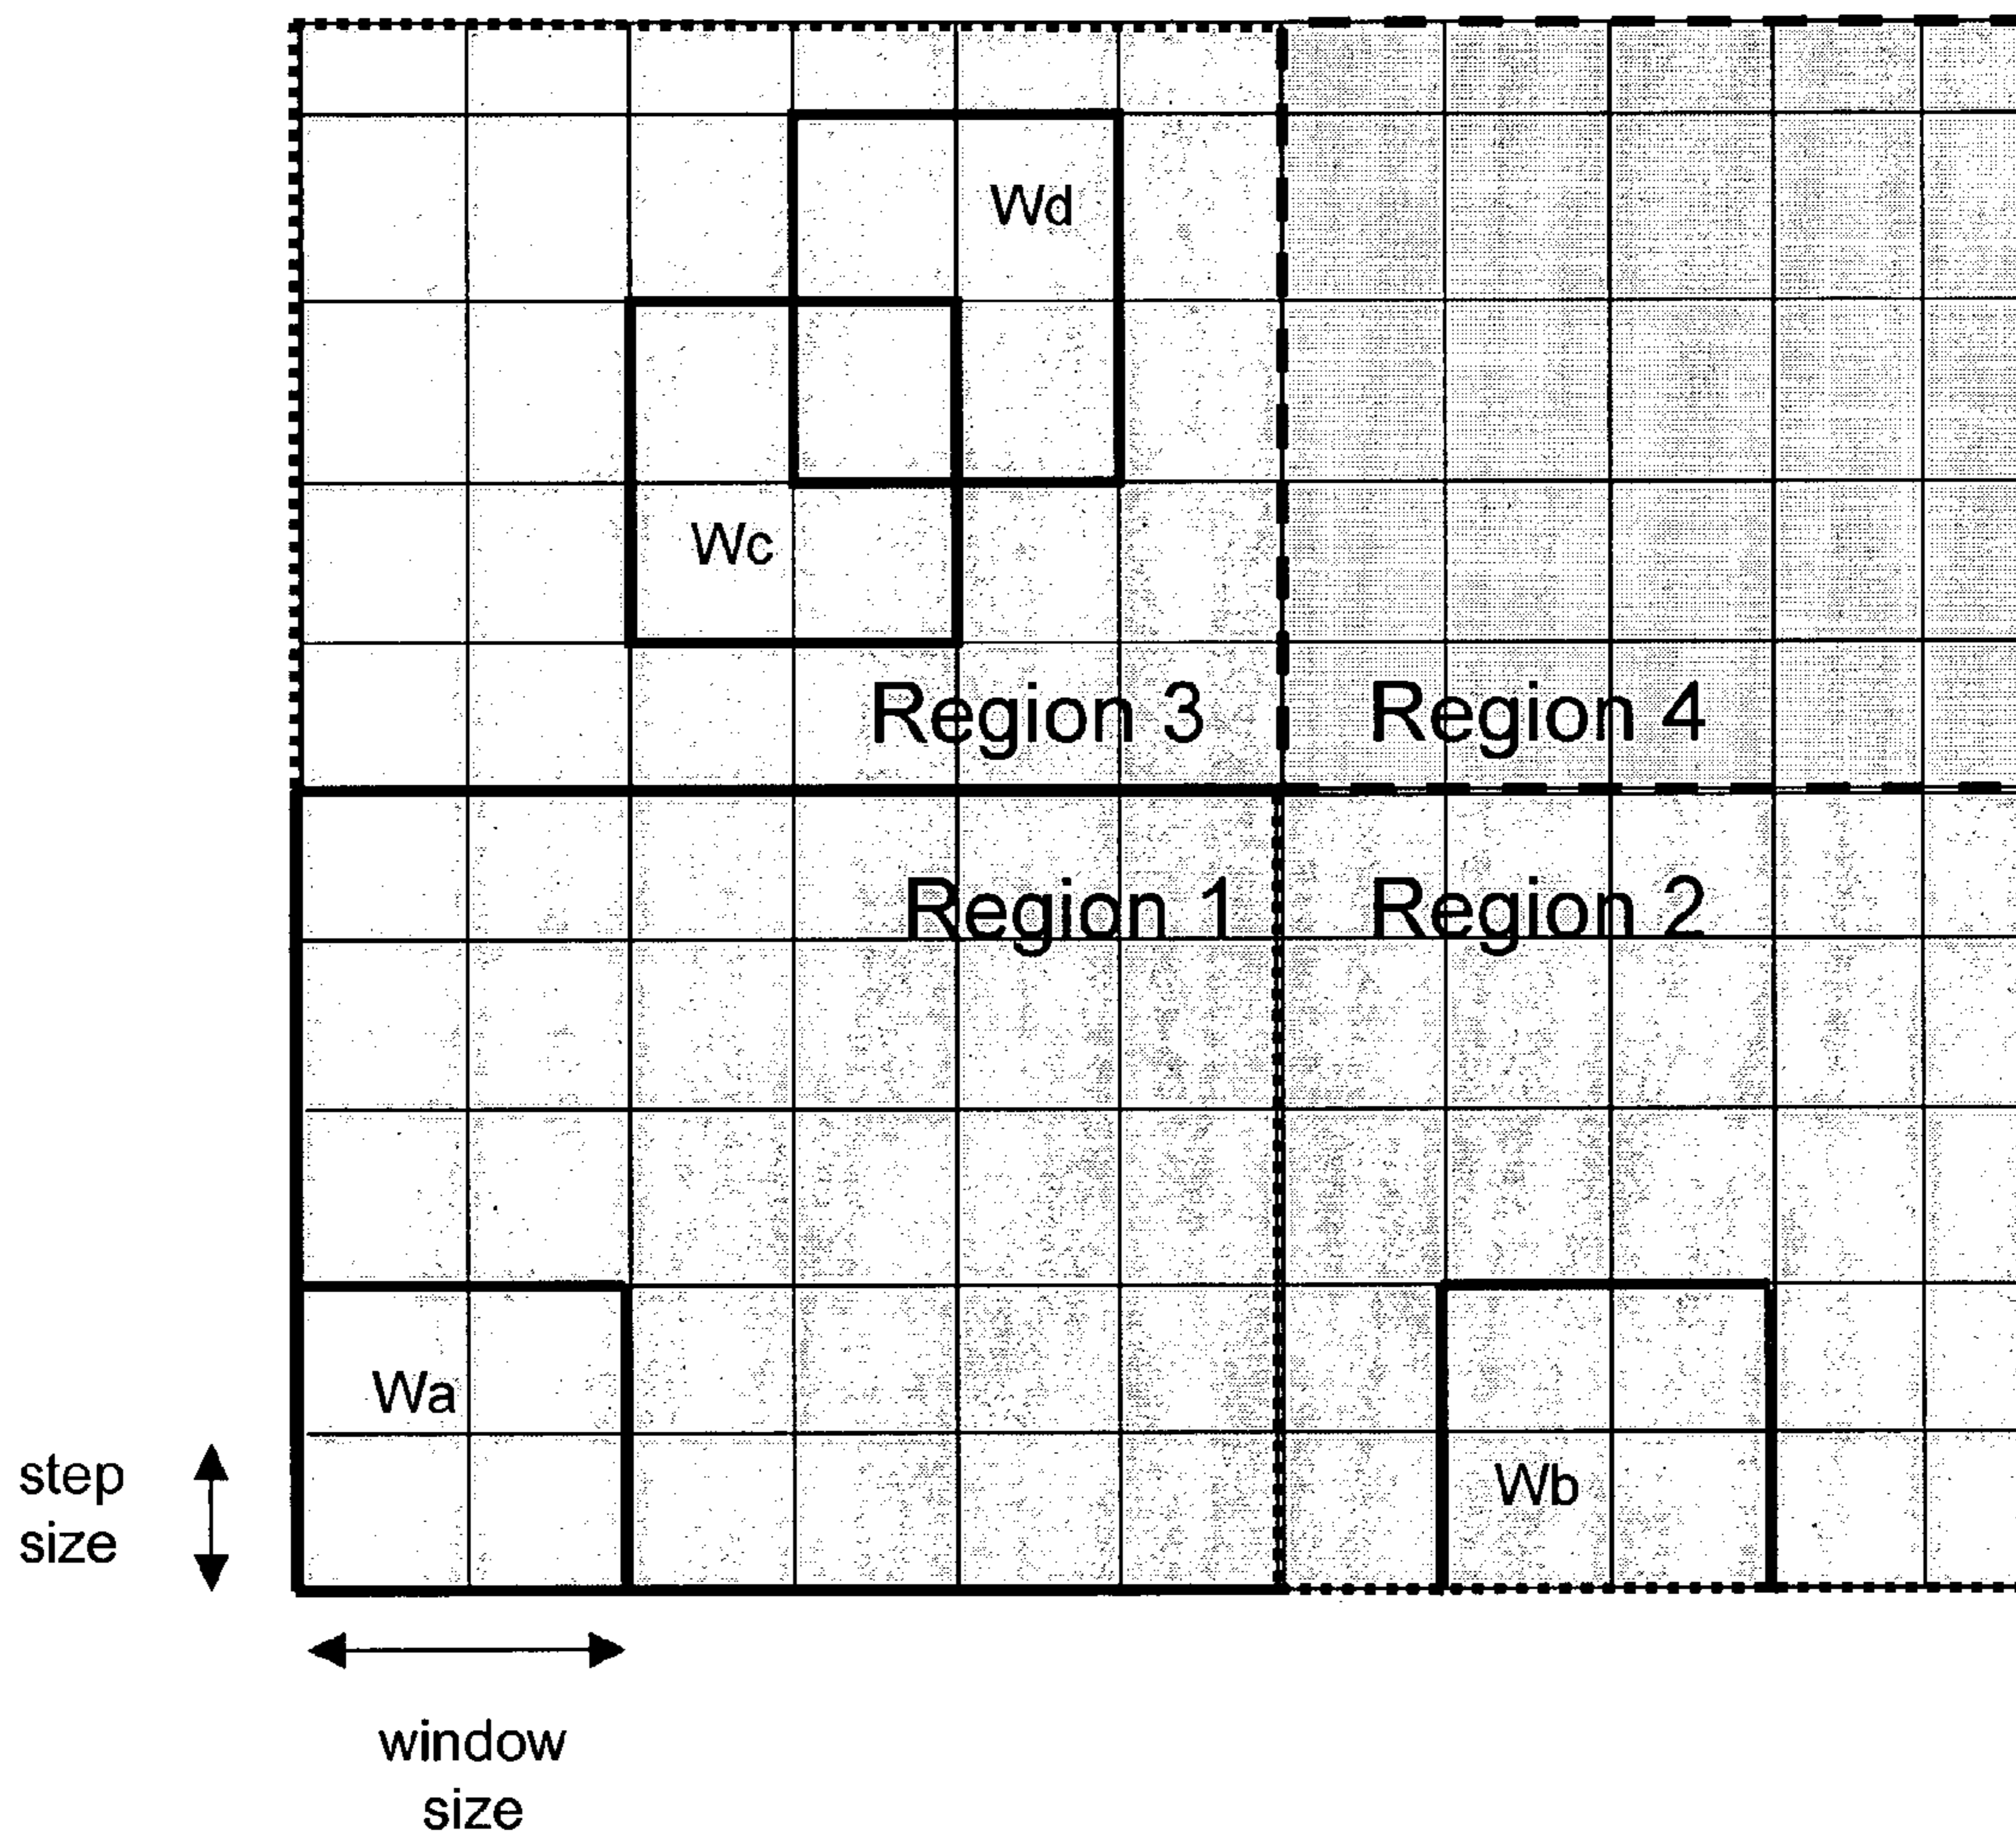 Wd
Wc
Region 3
Region 4
Region 1
Region 2
Wa
step
size
Wb
window
size